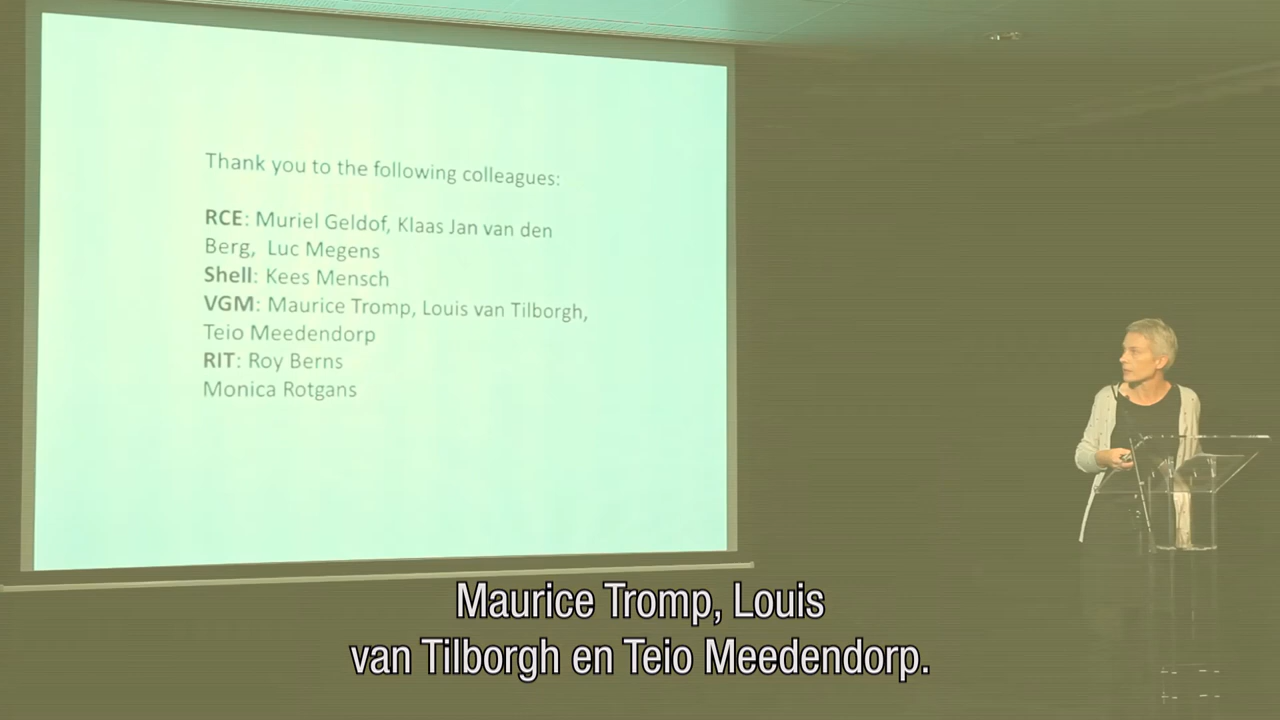 Thank you to the following colleagues:
RCE: Muriel Geldof, Klaas Jan van den
Berg, Luc Megens
Shell: Kees Mensch
VGM: Maurice Tromp, Louis van Tilborgh,
Teio Meedendorp
RIT: Roy Berns
Monica Rotgans
Maurice Tromp, Louis
van Tilborgh en Teio Meedendorp.